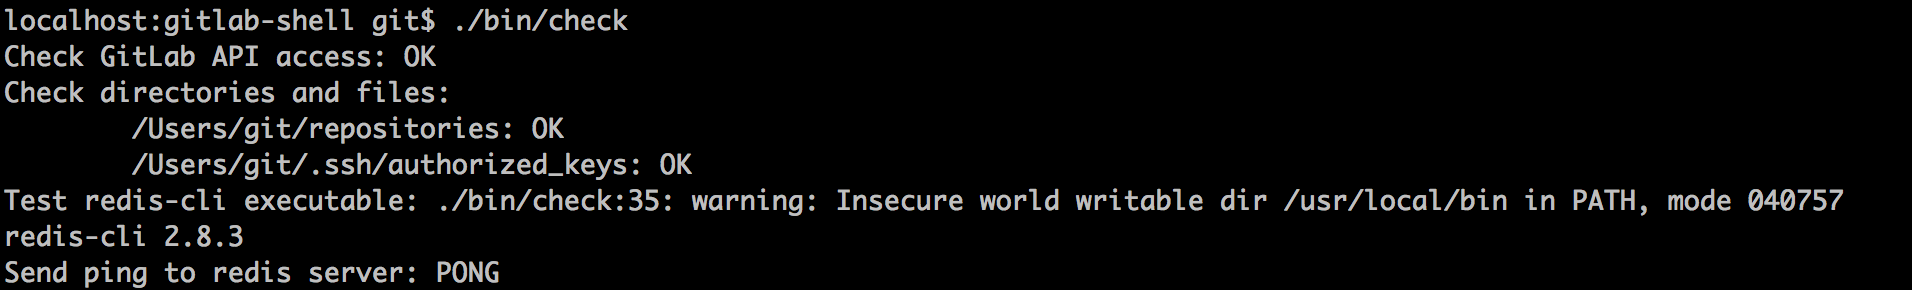 localhost:gitlab-shell git$ ./bin/check
Check GitLab API access: OK
Check directories and files:
        /Users/git/repositories: OK
        /Users/git/.ssh/authorized_keys: OK
Test redis-cli executable: ./bin/check:35: warning: Insecure world writable dir /usr/local/bin in PATH, mode 040757
redis-cli 2.8.3
Send ping to redis server: PONG